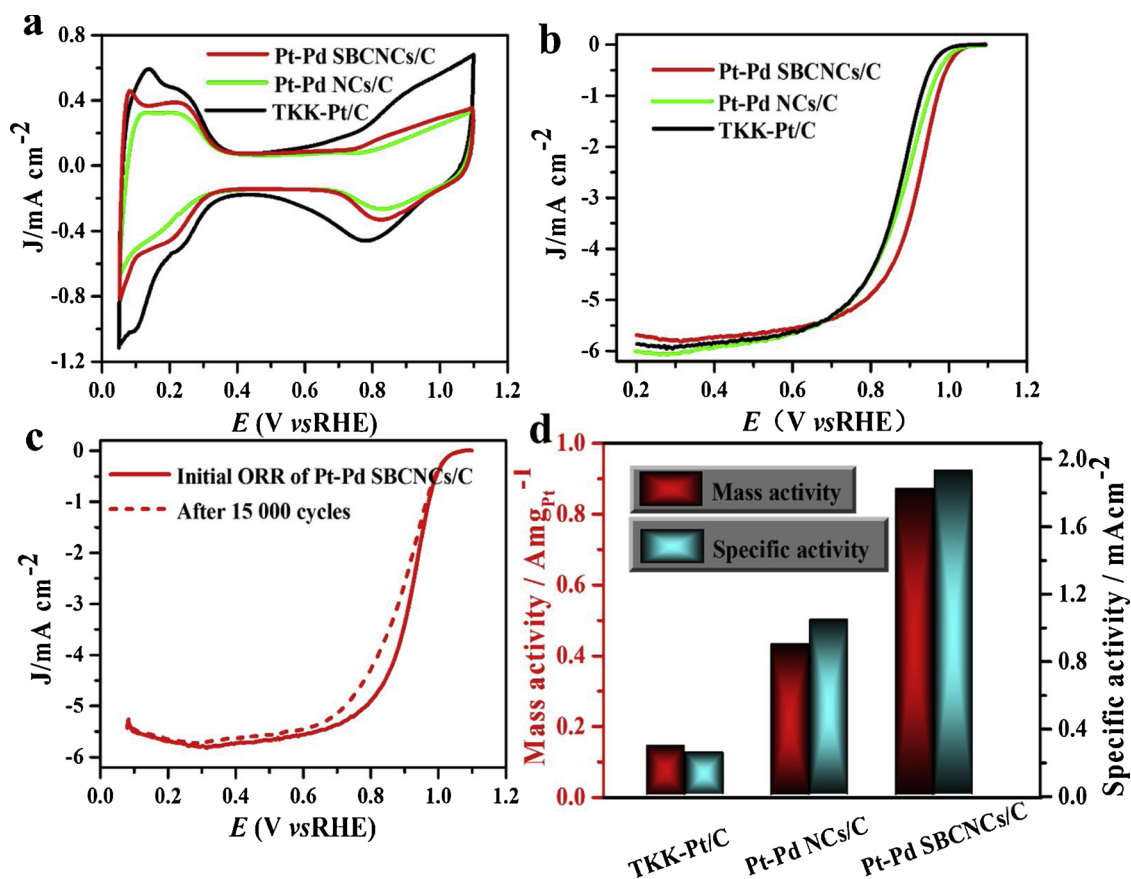 a
0.8
0.4
0.0
-0.4
-0.8
-1.2
J/mA cm-2
Pt-Pd SBCNCs/C
Pt-Pd NCs/C
TKK-Pt/C
0.0 0.2 0.4 0.6 0.8 1.0 1.2
E (V vsRHE)
b
0
-1
-2
-3
-4
-5
-6
J/mA cm-2
Pt-Pd SBCNCs/C
Pt-Pd NCs/C
TKK-Pt/C
0.2 0.4 0.6 0.8 1.0 1.2
E（V vsRHE）
c
0
-1
-2
-3
-4
-5
-6
J/mA cm-2
Initial ORR of Pt-Pd SBCNCs/C
After 15 000 cycles
0.0 0.2 0.4 0.6 0.8 1.0 1.2
E (V vsRHE)
d
1.0
0.8
0.6
0.4
0.2
0.0
Mass activity / AmgPt-1
Mass activity
Specific activity
2.0
1.6
1.2
0.8
0.4
0.0
Specific activity / mAcm-2
TKK-Pt/C
Pt-Pd NCs/C
Pt-Pd SBCNCs/C